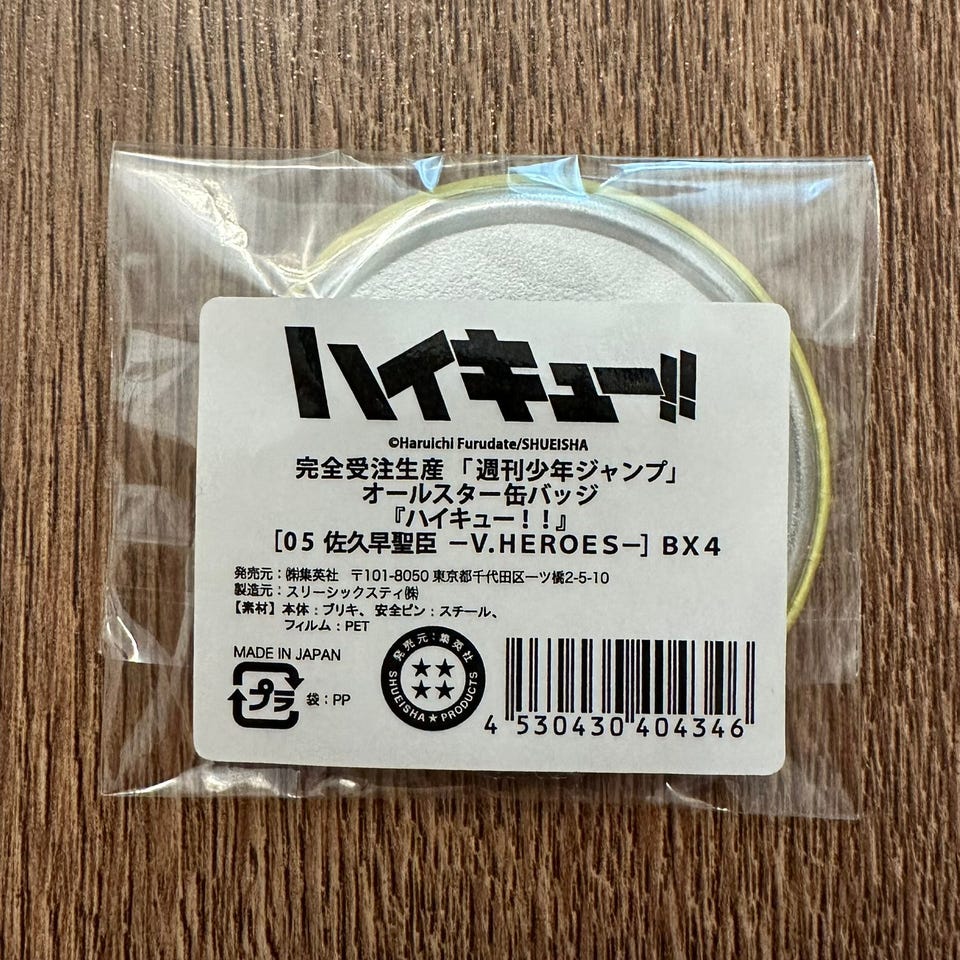 ハイキュー!!
©Haruichi Furudate/SHUEISHA
完全受注生産 「週刊少年ジャンプ」
オールスター缶バッジ
『ハイキュー！！』
［05 佐久早聖臣 －V.HEROES－］BX4
発売元：㈱集英社 〒101-8050 東京都千代田区一ツ橋2-5-10
製造元：スリーシックスティ㈱
【素材】本体：ブリキ、安全ピン：スチール、
フィルム：PET
MADE IN JAPAN
プラ 袋：PP
発売元：集英社
SHUEISHA★PRODUCTS
4 530430 404346